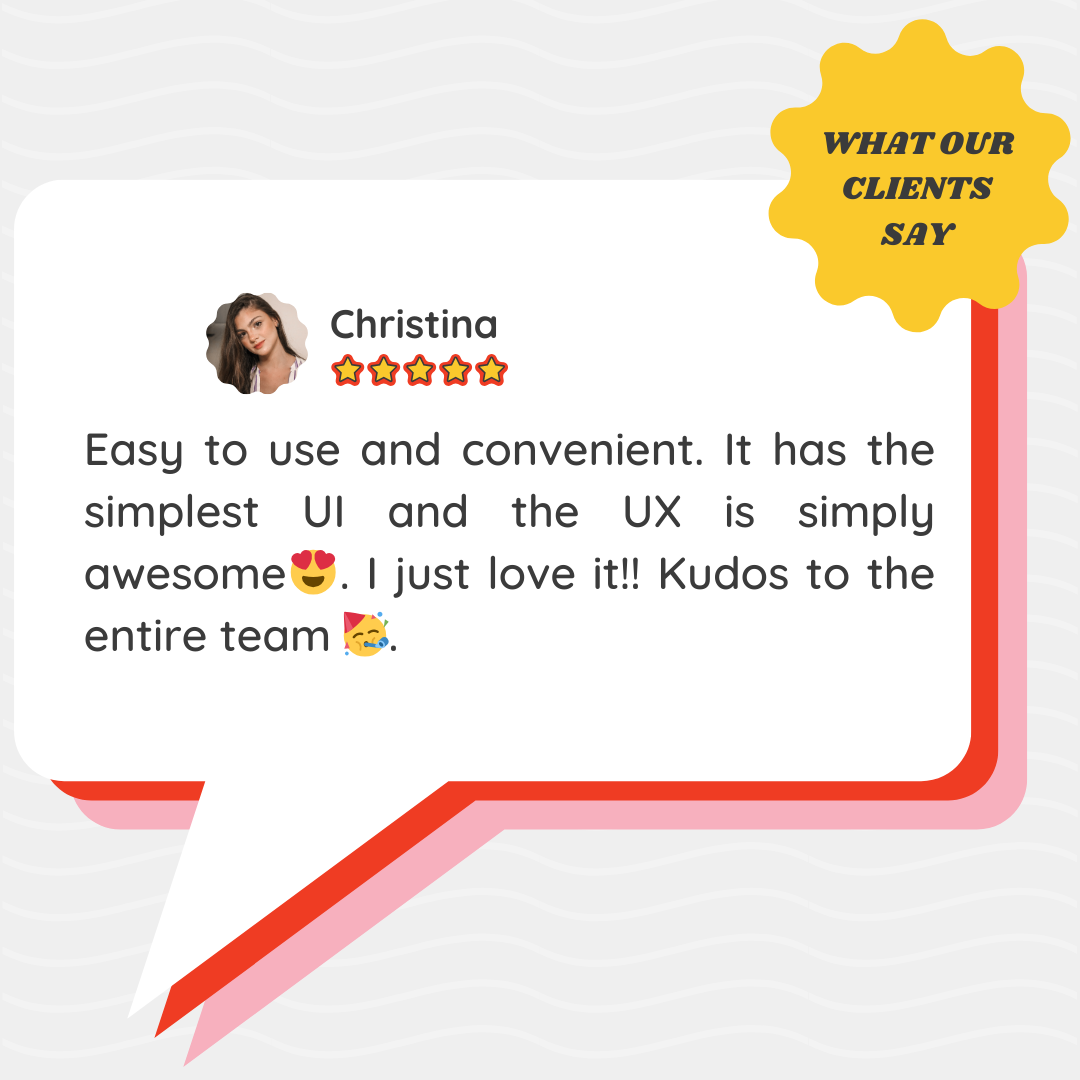 WHAT OUR
CLIENTS
SAY
Christina
Easy to use and convenient. It has the
simplest UI and the UX is simply
awesome😍. I just love it!! Kudos to the
entire team 🥳.